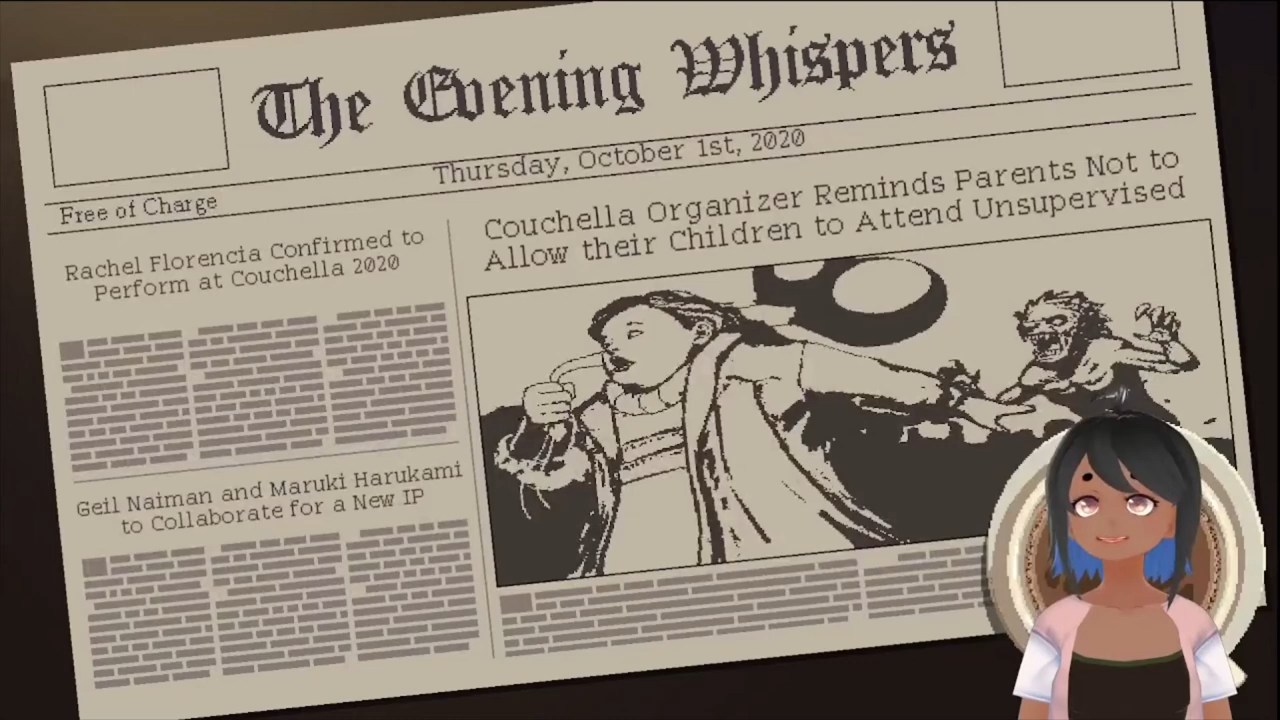 The Evening Whispers
Thursday, October 1st, 2020
Free of Charge
Rachel Florencia Confirmed to
Perform at Couchella 2020
Geil Naiman and Maruki Harukami
to Collaborate for a New IP
Couchella Organizer Reminds Parents Not to
Allow their Children to Attend Unsupervised